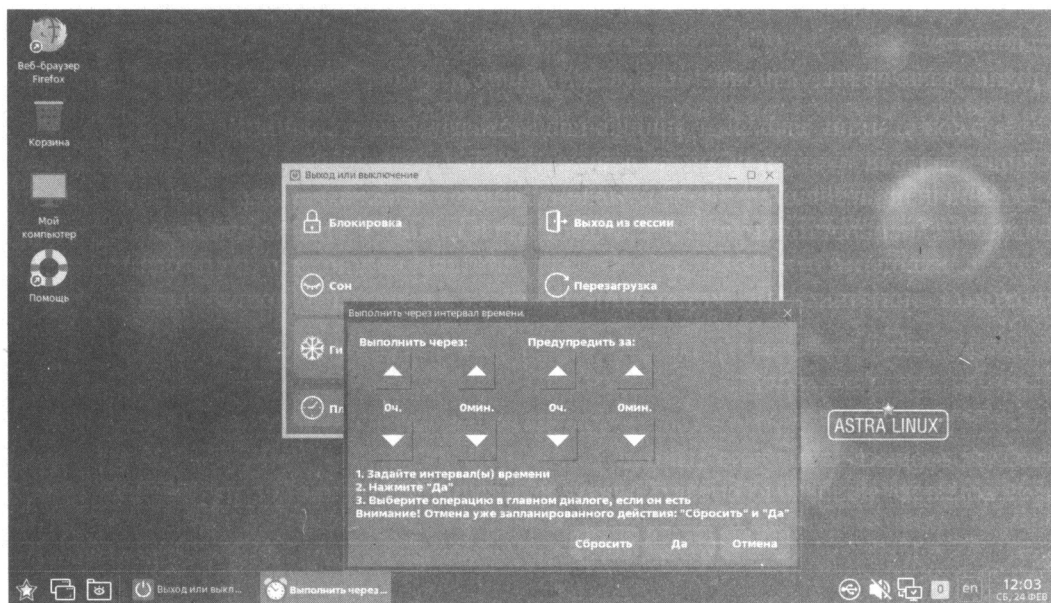 Веб-браузер
Firefox
Корзина
Мой
компьютер
Помощь
Выход или выключение
Блокировка
Выход из сессии
Сон
Перезагрузка
Ги
Пл
Выполнить через интервал времени.
Выполнить через:
Предупредить за:
0ч.
0мин.
0ч.
0мин.
1. Задайте интервал(ы) времени
2. Нажмите "Да"
3. Выберите операцию в главном диалоге, если он есть
Внимание! Отмена уже запланированного действия: "Сбросить" и "Да"
Сбросить
Да
Отмена
ASTRA LINUX®
Выход или выкл...
Выполнить через...
0
en
12:03
СБ, 24 ФЕВ